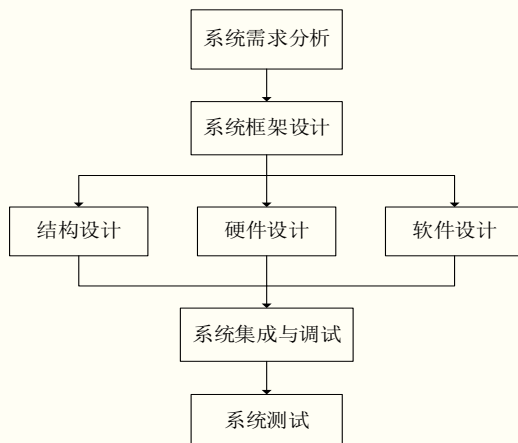 系统需求分析
系统框架设计
结构设计
硬件设计
软件设计
系统集成与调试
系统测试